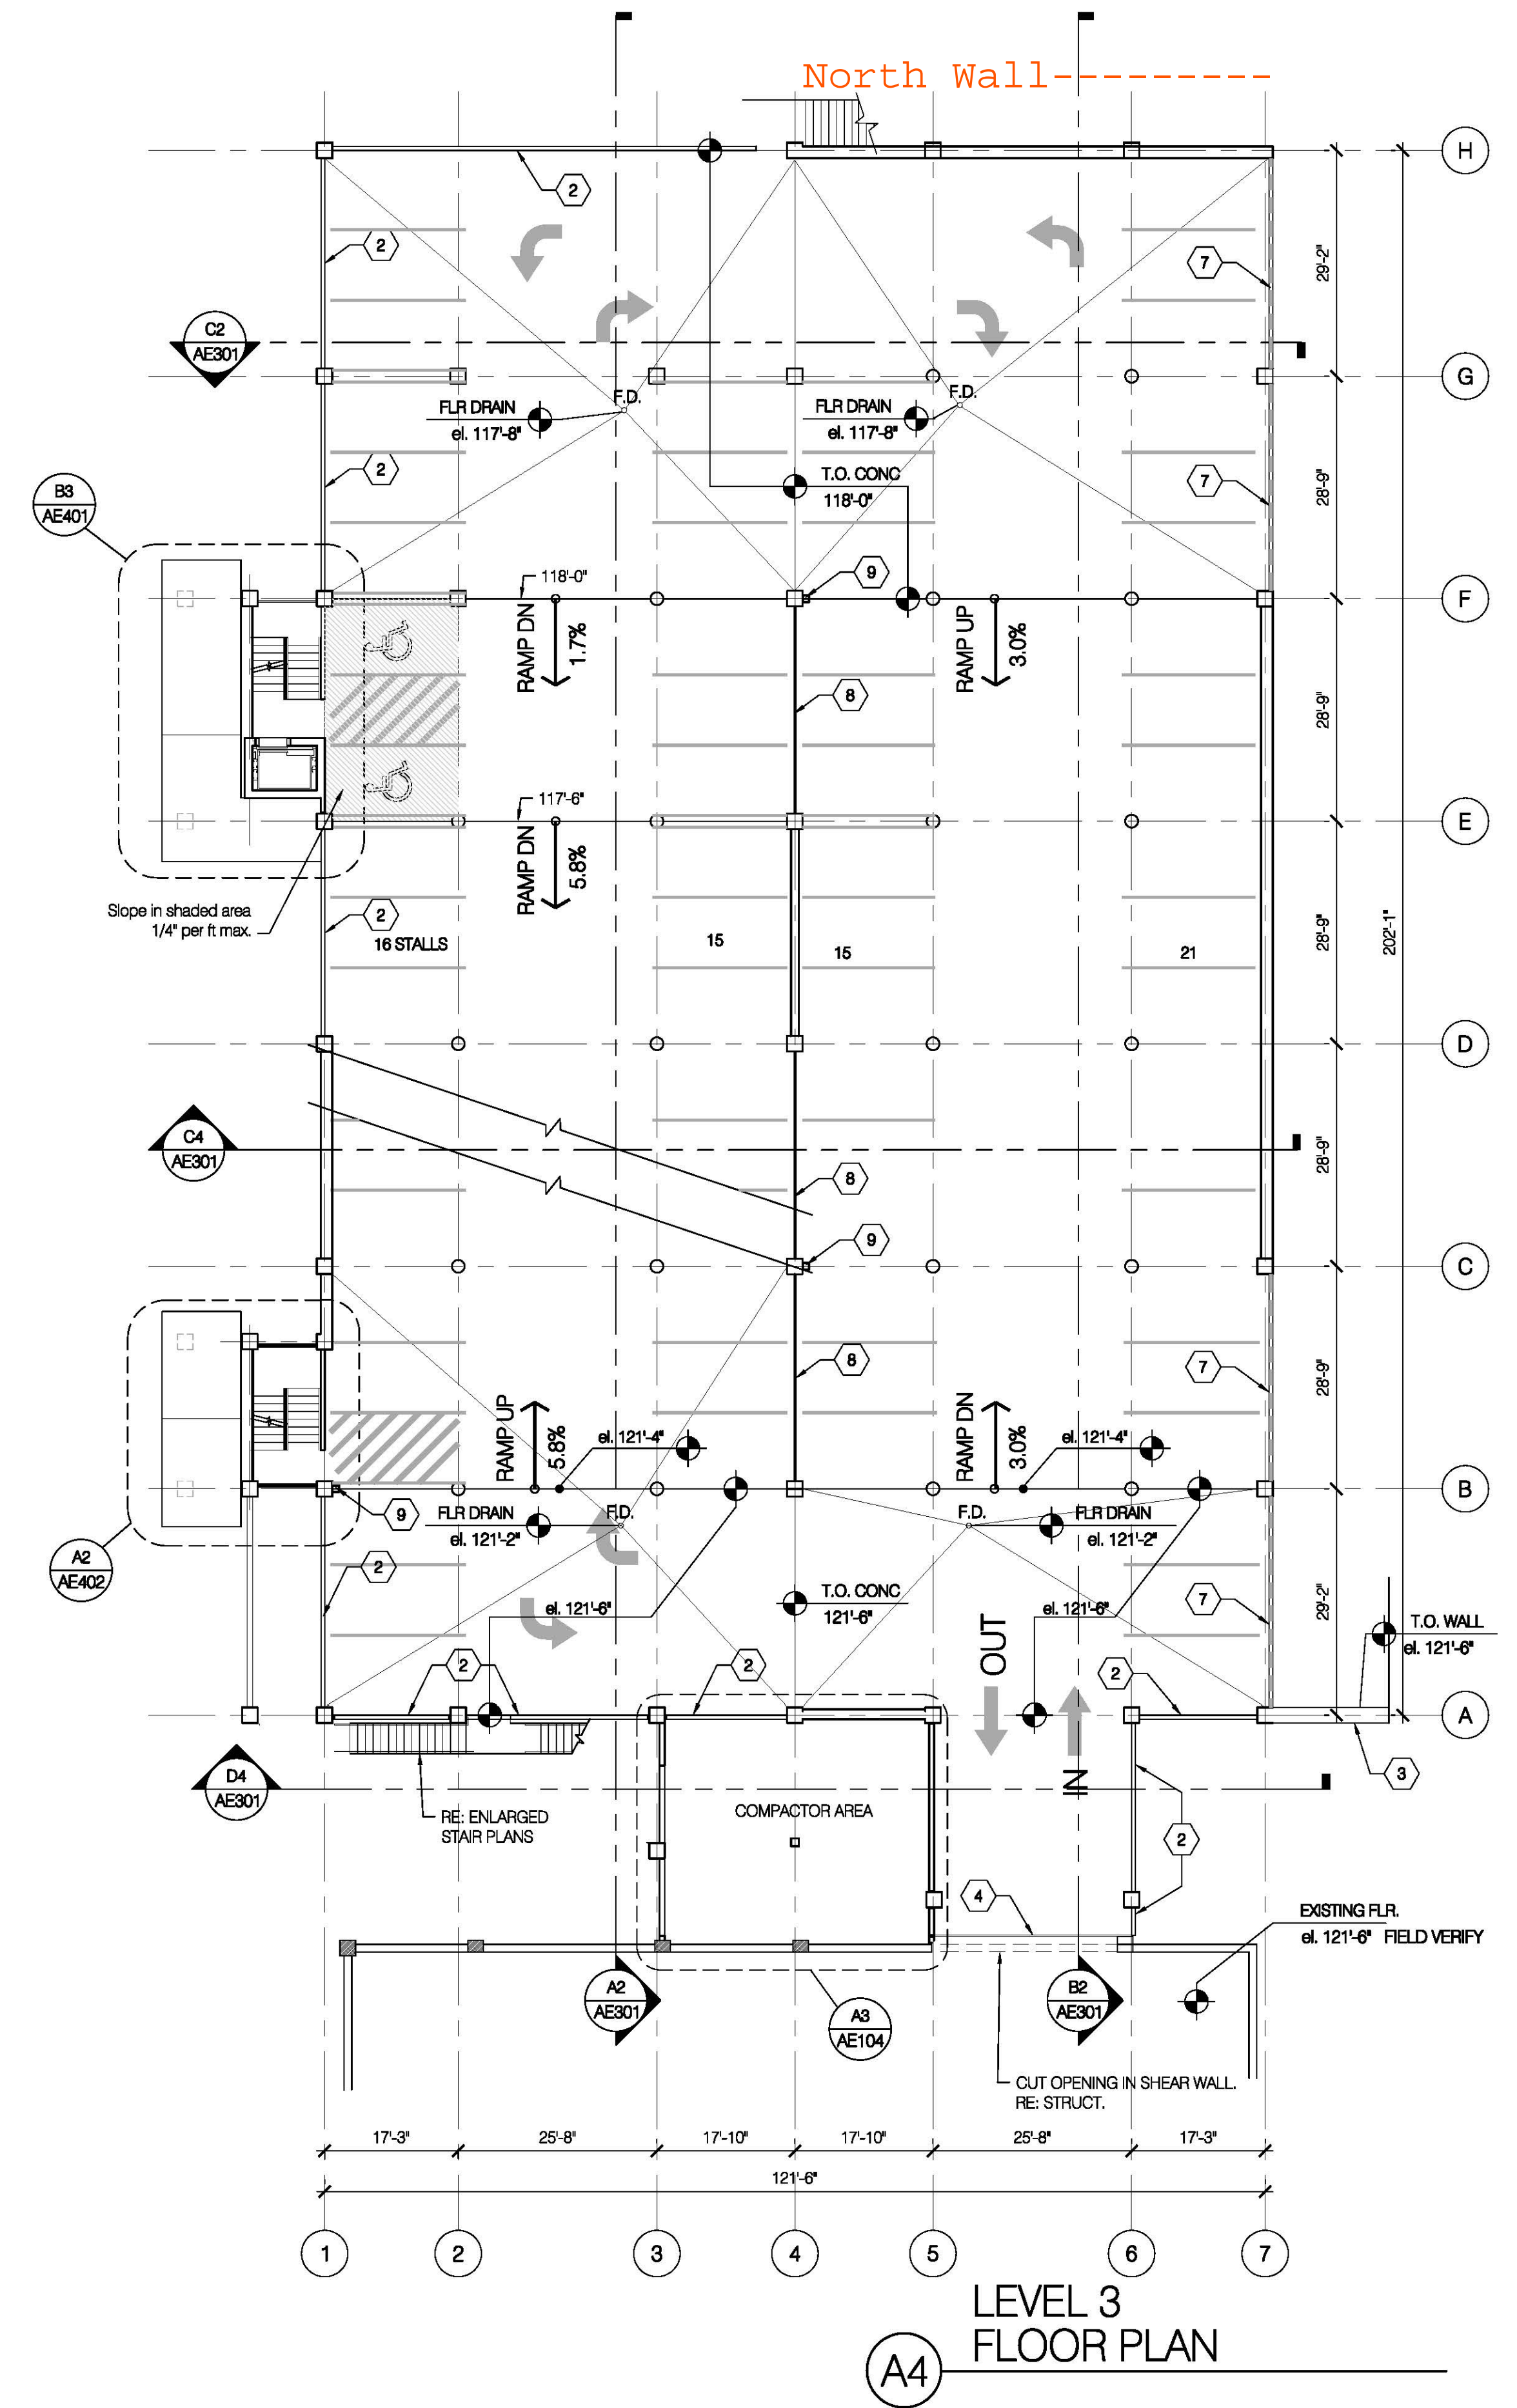 North Wall
H
2
2
7
29'-2"
C2
AE301
G
F.D.
F.D.
FLR DRAIN
el. 117'-8"
FLR DRAIN
el. 117'-8"
2
T.O. CONC
118'-0"
7
28'-9"
B3
AE401
118'-0"
9
F
RAMP DN
1.7%
RAMP UP
3.0%
8
28'-9"
117'-6"
E
RAMP DN
5.8%
Slope in shaded area
1/4" per ft max.
2
16 STALLS
15
15
21
28'-9"
202'-1"
D
C4
AE301
8
28'-9"
9
C
8
7
28'-9"
RAMP UP
5.8%
el. 121'-4"
RAMP DN
3.0%
el. 121'-4"
B
9
FLR DRAIN
el. 121'-2"
F.D.
F.D.
FLR DRAIN
el. 121'-2"
A2
AE402
2
el. 121'-6"
T.O. CONC
121'-6"
el. 121'-6"
7
29'-2"
T.O. WALL
el. 121'-6"
OUT
2
2
2
A
D4
AE301
IN
3
RE: ENLARGED
STAIR PLANS
COMPACTOR AREA
2
4
EXISTING FLR.
el. 121'-6" FIELD VERIFY
A2
AE301
B2
AE301
A3
AE104
CUT OPENING IN SHEAR WALL.
RE: STRUCT.
17'-3"
25'-8"
17'-10"
17'-10"
25'-8"
17'-3"
121'-6"
1
2
3
4
5
6
7
LEVEL 3
FLOOR PLAN
A4